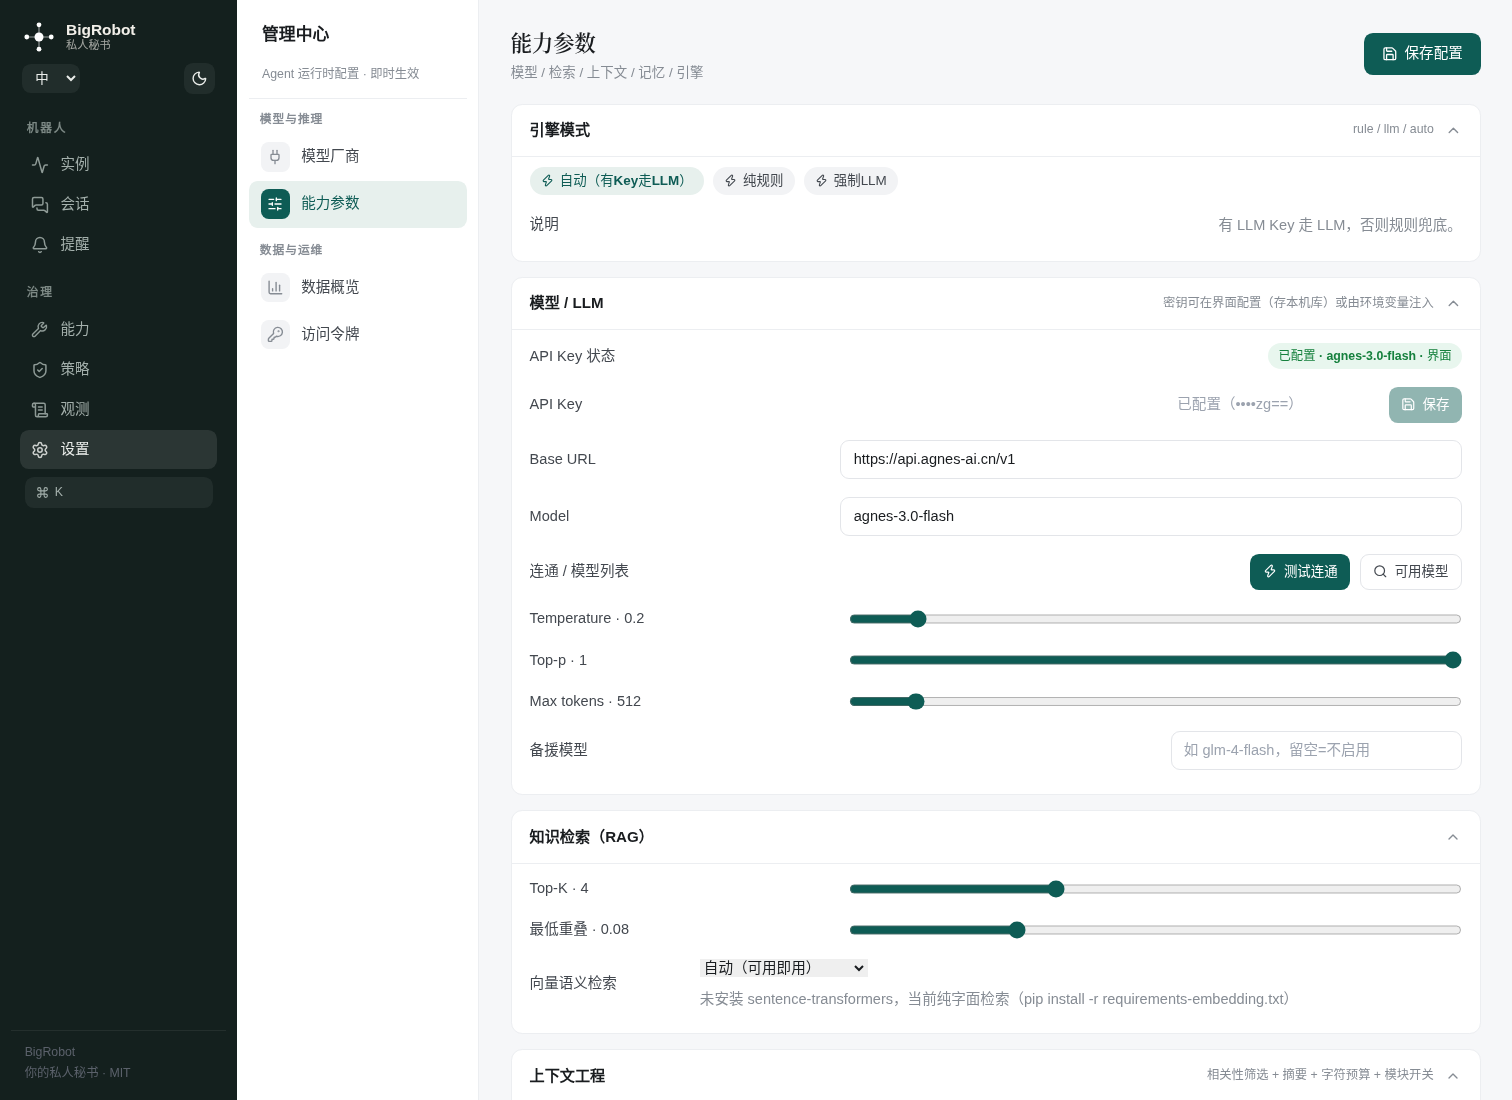 BigRobot
私人秘书
中
机器人
实例
会话
提醒
治理
能力
策略
观测
设置
⌘ K
BigRobot
你的私人秘书 · MIT
管理中心
Agent 运行时配置 · 即时生效
模型与推理
模型厂商
能力参数
数据与运维
数据概览
访问令牌
能力参数
模型 / 检索 / 上下文 / 记忆 / 引擎
保存配置
引擎模式
rule / llm / auto
自动（有Key走LLM）
纯规则
强制LLM
说明
有 LLM Key 走 LLM，否则规则兜底。
模型 / LLM
密钥可在界面配置（存本机库）或由环境变量注入
API Key 状态
已配置 · agnes-3.0-flash · 界面
API Key
已配置（••••zg==）
保存
Base URL
https://api.agnes-ai.cn/v1
Model
agnes-3.0-flash
连通 / 模型列表
测试连通
可用模型
Temperature · 0.2
Top-p · 1
Max tokens · 512
备援模型
如 glm-4-flash，留空=不启用
知识检索（RAG）
Top-K · 4
最低重叠 · 0.08
向量语义检索
自动（可用即用）
未安装 sentence-transformers，当前纯字面检索（pip install -r requirements-embedding.txt）
上下文工程
相关性筛选 + 摘要 + 字符预算 + 模块开关